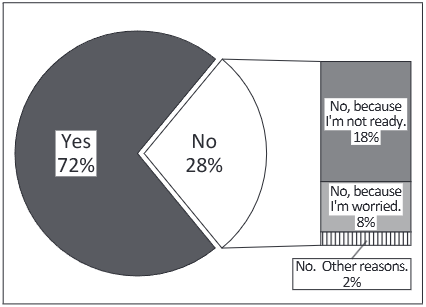 Yes
72%
No
28%
No, because
I'm not ready.
18%
No, because
I'm worried.
8%
No.  Other reasons.
2%